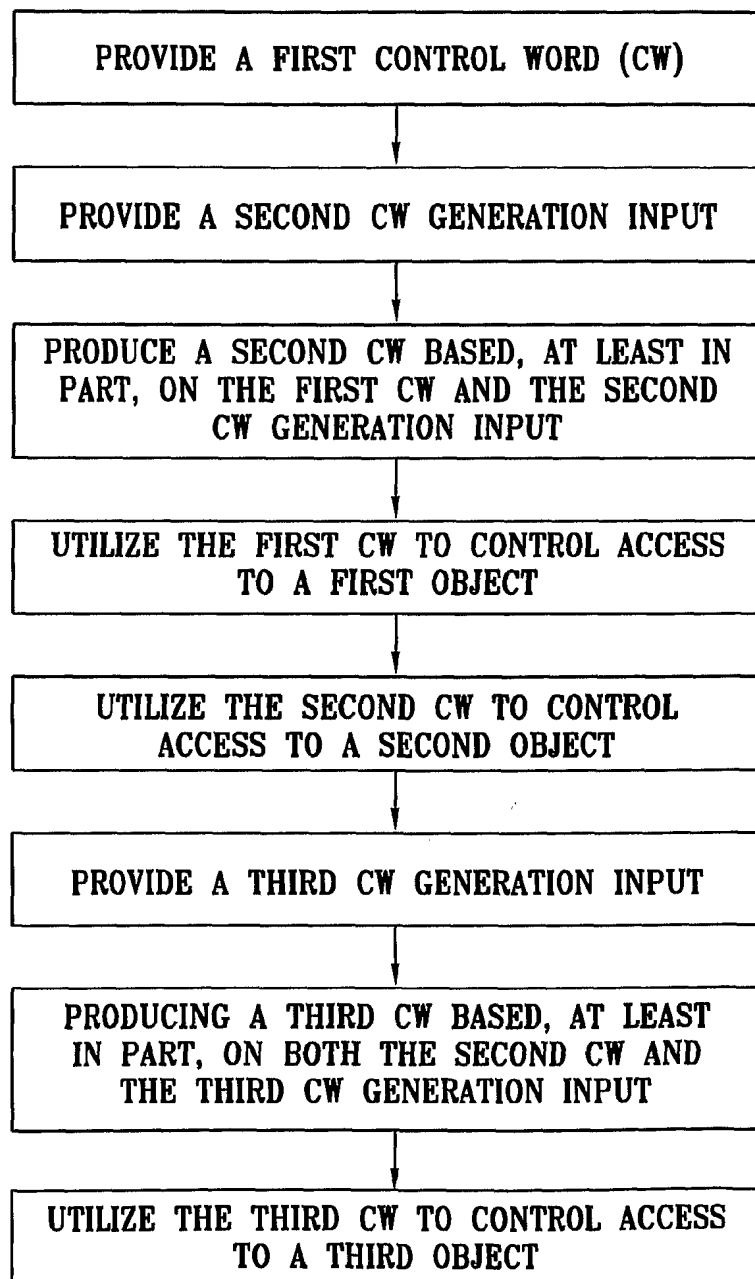 PROVIDE A FIRST CONTROL WORD (CW)
PROVIDE A SECOND CW GENERATION INPUT
PRODUCE A SECOND CW BASED, AT LEAST IN
PART, ON THE FIRST CW AND THE SECOND
CW GENERATION INPUT
UTILIZE THE FIRST CW TO CONTROL ACCESS
TO A FIRST OBJECT
UTILIZE THE SECOND CW TO CONTROL
ACCESS TO A SECOND OBJECT
PROVIDE A THIRD CW GENERATION INPUT
PRODUCING A THIRD CW BASED, AT LEAST
IN PART, ON BOTH THE SECOND CW AND
THE THIRD CW GENERATION INPUT
UTILIZE THE THIRD CW TO CONTROL ACCESS
TO A THIRD OBJECT